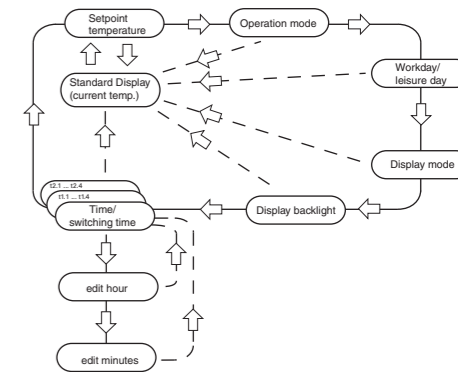 Setpoint
temperature
Operation mode
Workday/
leisure day
Standard Display
(current temp.)
Display mode
t2.1 ... t2.4
t1.1 ... t1.4
Time/
switching time
Display backlight
edit hour
edit minutes